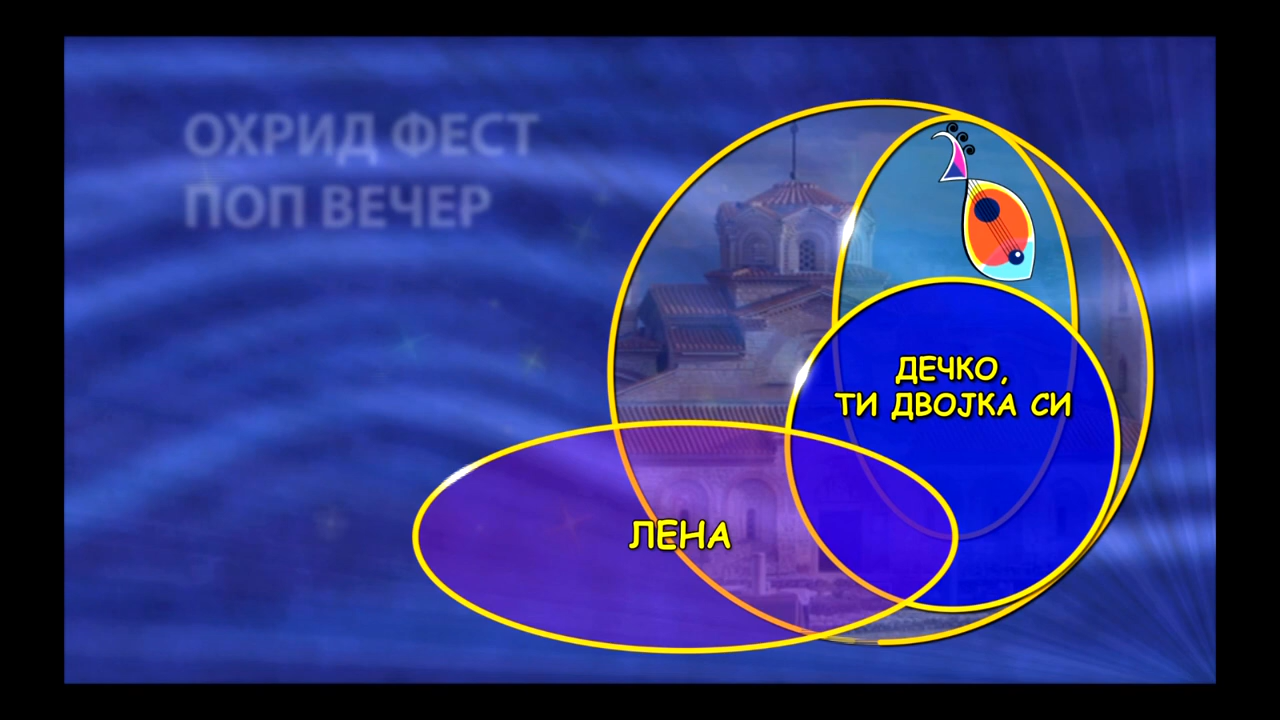 ОХРИД ФЕСТ
ПОП ВЕЧЕР
ДЕЧКО,
ТИ ДВОЈКА СИ
ЛЕНА